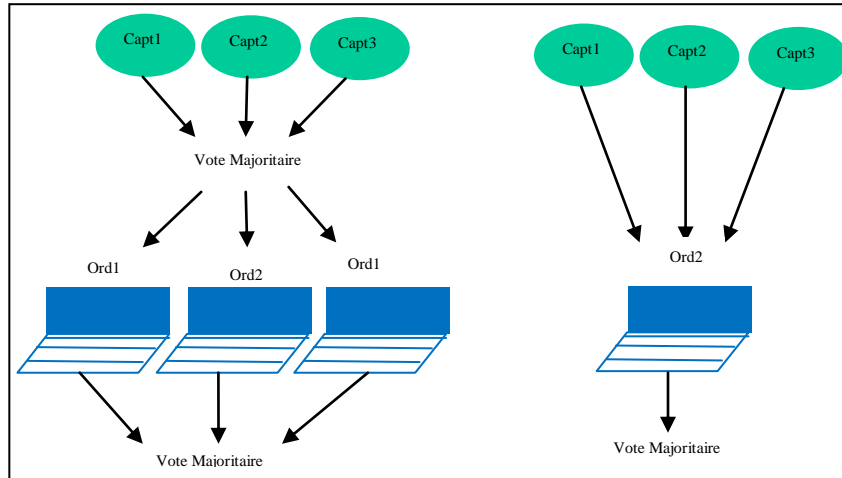 Capt1 Capt2 Capt3
Vote Majoritaire
Ord1 Ord2 Ord1
Vote Majoritaire
Capt1 Capt2 Capt3
Ord2
Vote Majoritaire